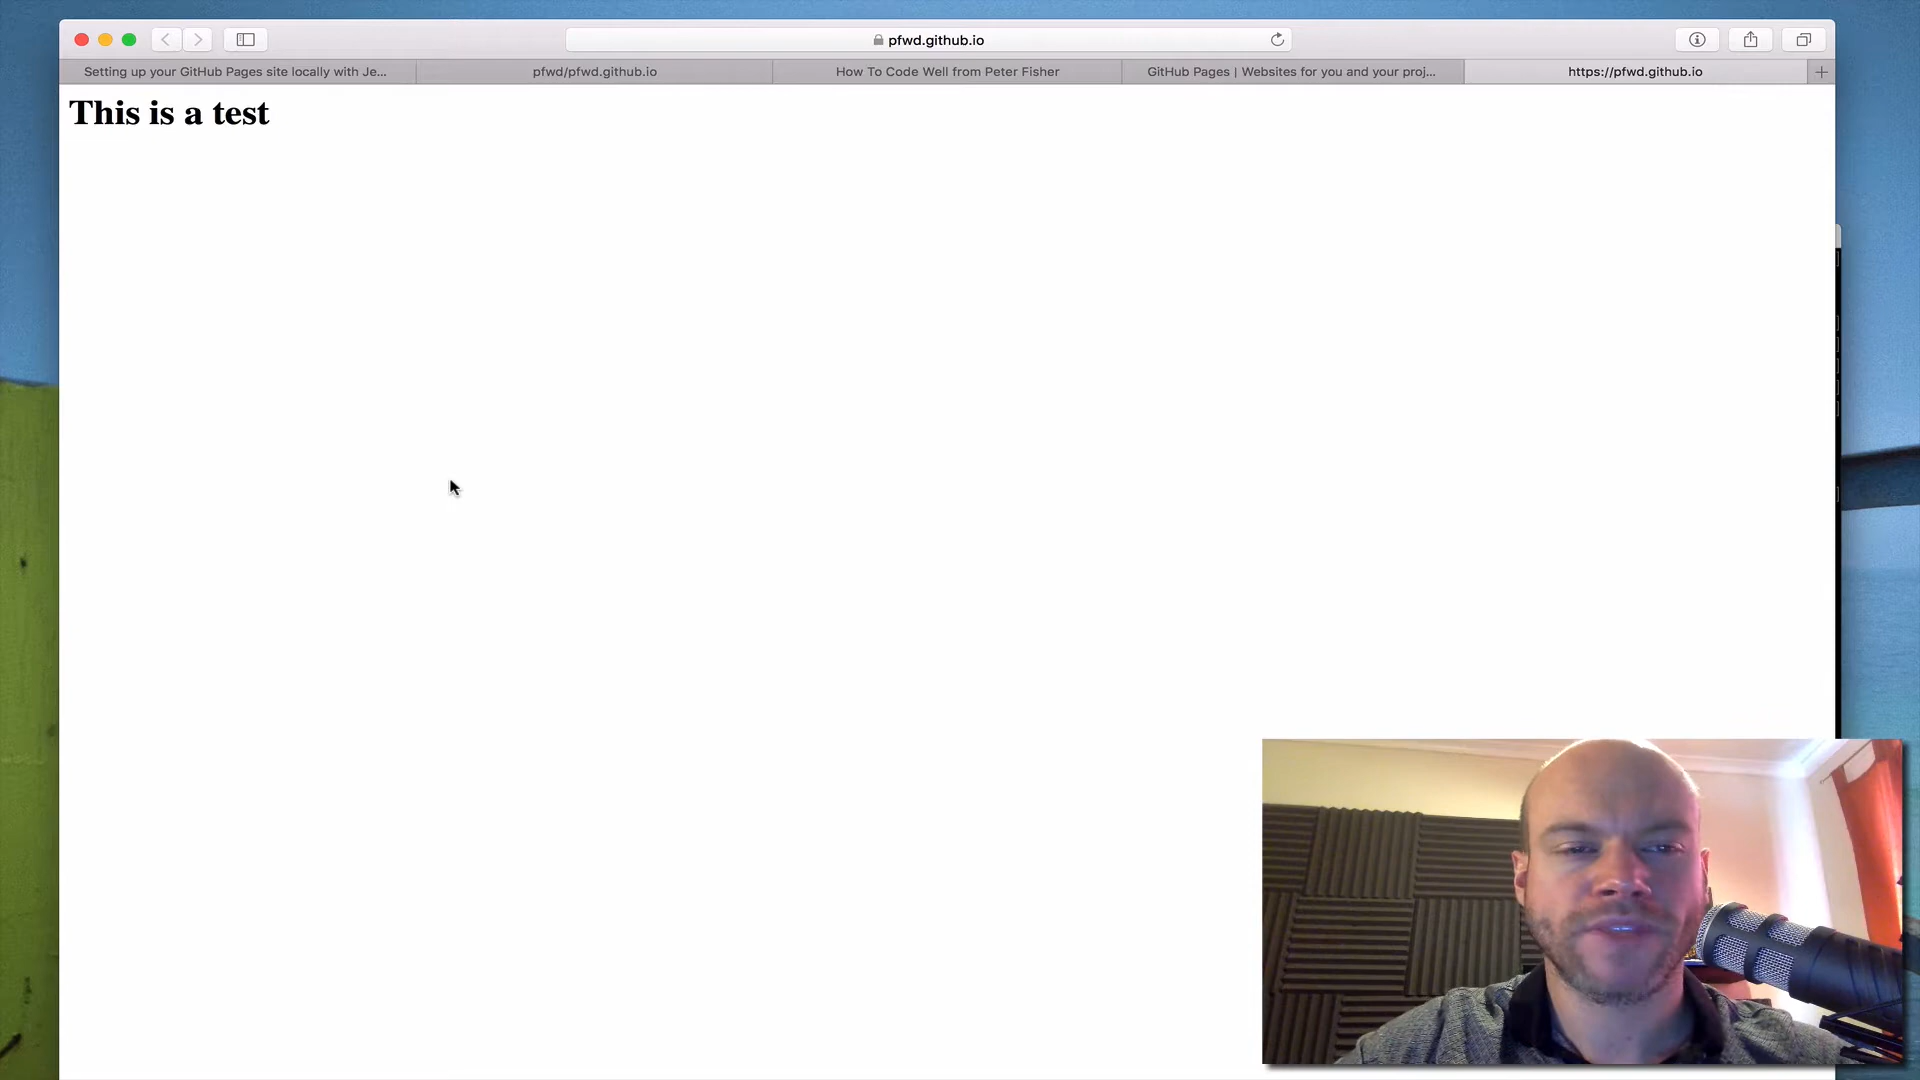 pfwd.github.io
Setting up your GitHub Pages site locally with Je...
pfwd/pfwd.github.io
How To Code Well from Peter Fisher
GitHub Pages | Websites for you and your proj...
https://pfwd.github.io
This is a test